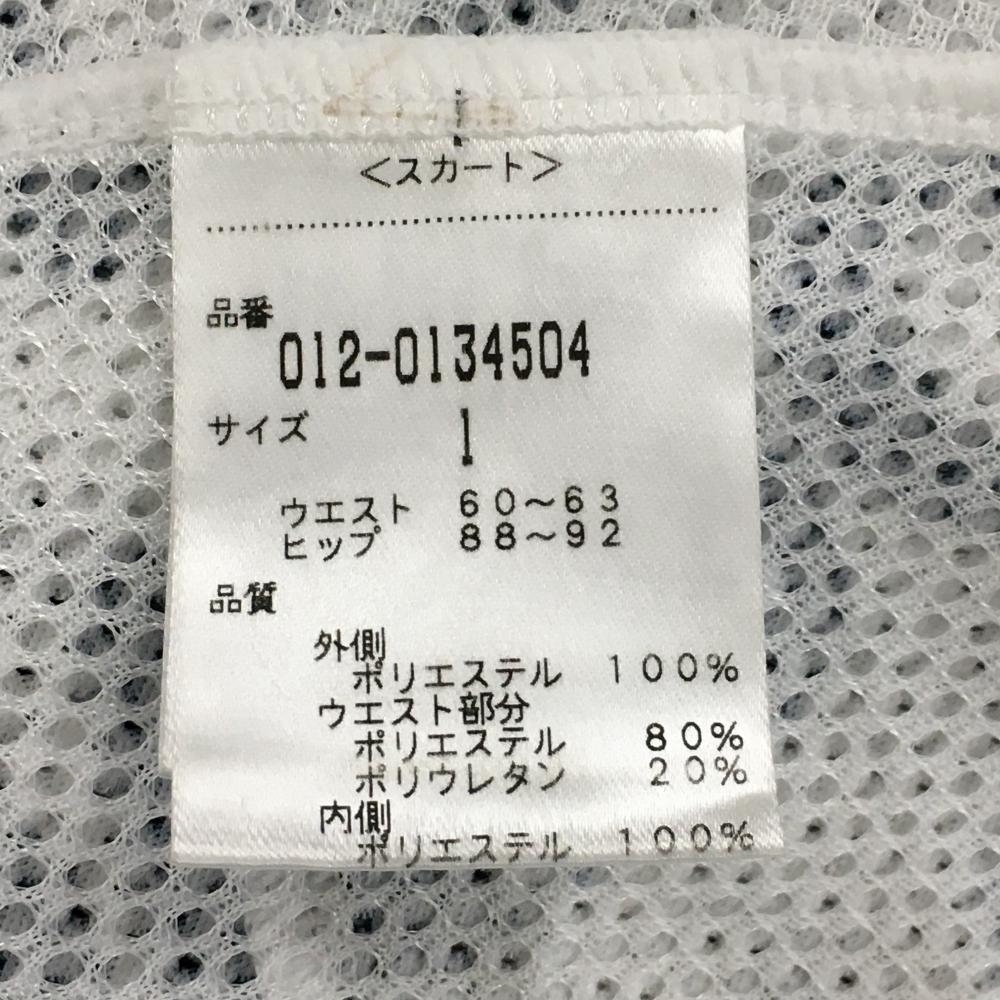 <スカート>
品番
012-0134504
サイズ 1
ウエスト 60〜63
ヒップ 88〜92
品質
外側
ポリエステル 100%
ウエスト部分
ポリエステル 80%
ポリウレタン 20%
内側
ポリエステル 100%